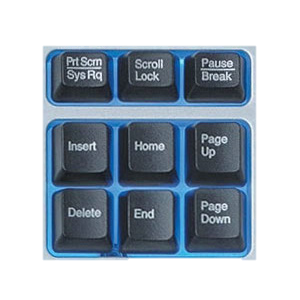 Prt Scrn
Sys Rq
Scroll
Lock
Pause
Break
Insert
Home
Page
Up
Delete
End
Page
Down